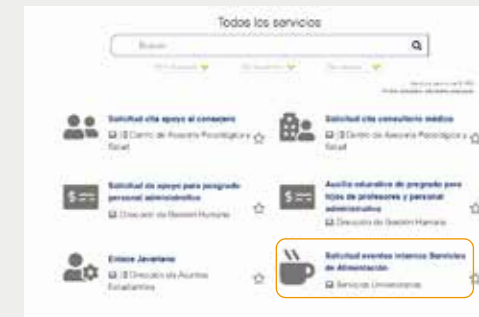 Todos los servicios
Buscar
Solicitud cita apoyo al consejero
Centro de Asesoría Psicológica y
Salud
Solicitud cita consultorio médico
Centro de Asesoría Psicológica y
Salud
Solicitud de apoyo para posgrado
personal administrativo
Dirección de Gestión Humana
Auxilio educativo de pregrado para
hijos de profesores y personal
administrativo
Dirección de Gestión Humana
Enlace Javeriano
Dirección de Asuntos
Estudiantiles
Solicitud eventos internos Servicios
de Alimentación
Servicios Universitarios